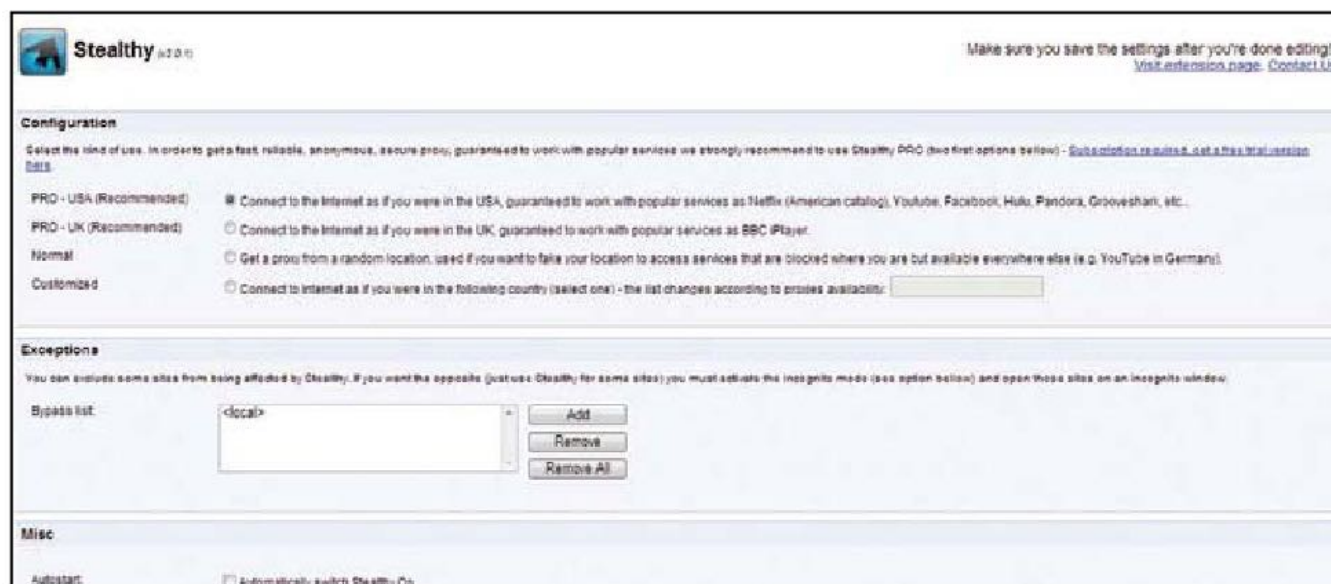 Stealthy
Make sure you save the settings after you're done editing!
Visit extension page. Contact U
Configuration
Select the kind of use. In order to get a fast, reliable, anonymous, secure proxy, guaranteed to work with popular services we strongly recommend to use Stealthy PRO (two first options bellow) - Subscription required, get a free trial version
here.
PRO - USA (Recommended)
Connect to the Internet as if you were in the USA, guaranteed to work with popular services as Netflix (American catalog), Youtube, Facebook, Hulu, Pandora, Grooveshark, etc..
PRO - UK (Recommended)
Connect to the Internet as if you were in the UK, guaranteed to work with popular services as BBC iPlayer.
Normal
Get a proxy from a random location, used if you want to fake your location to access services that are blocked where you are but available everywhere else (e.g. YouTube in Germany).
Customized
Connect to Internet as if you were in the following country (select one) - the list changes according to proxies availability:
Exceptions
You can exclude some sites from being affected by Stealthy. If you want the opposite (just use Stealthy for some sites) you must activate the incognito mode (see option bellow) and open those sites on an incognito window.
Bypass list:
<local>
Add
Remove
Remove All
Misc
Autostart:
Automatically switch Stealthy On